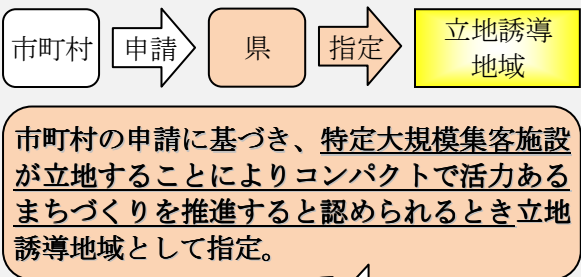 市町村
申請
県
指定
立地誘導
地域
市町村の申請に基づき、特定大規模集客施設
が立地することによりコンパクトで活力ある
まちづくりを推進すると認められるとき立地
誘導地域として指定。